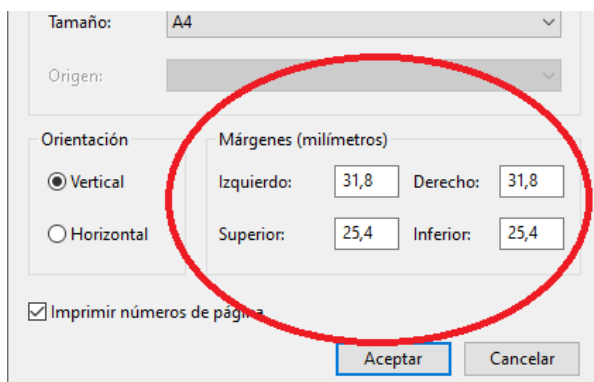 Tamaño: A4
Origen:
Orientación
Márgenes (milímetros)
Vertical
Izquierdo: 31,8 Derecho: 31,8
Horizontal
Superior: 25,4 Inferior: 25,4
Imprimir números de página
Aceptar Cancelar